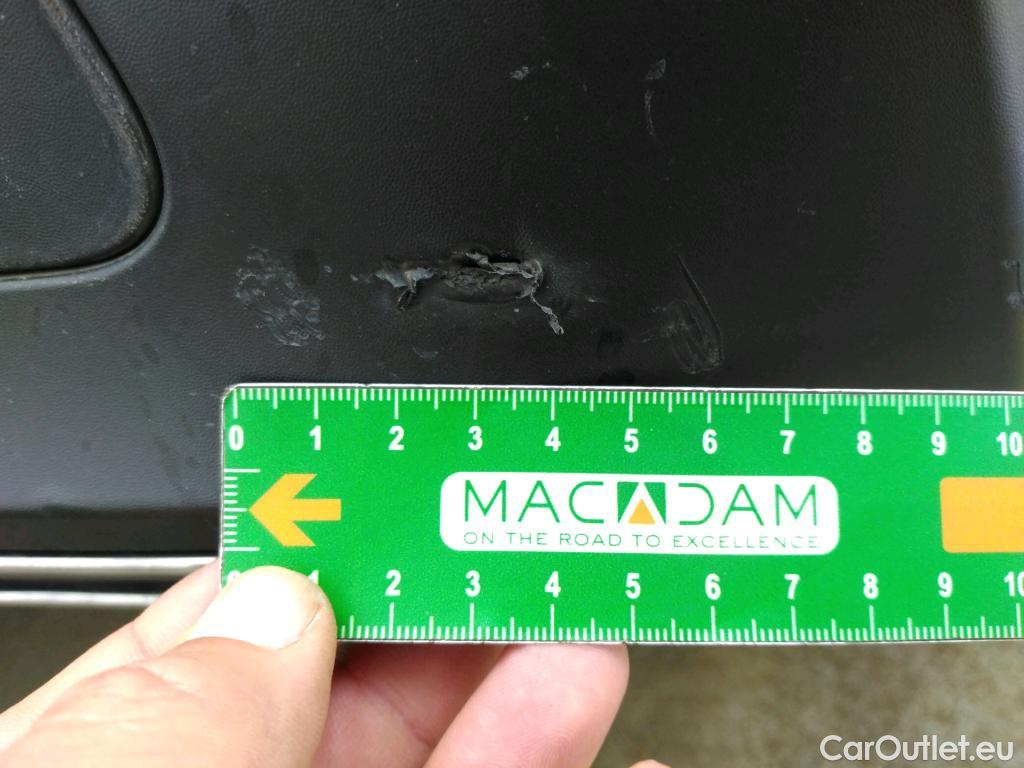 0 1 2 3 4 5 6 7 8 9 10
MACADAM
ON THE ROAD TO EXCELLENCE
2 3 4 5 6 7 8 9 10
CarOutlet.eu